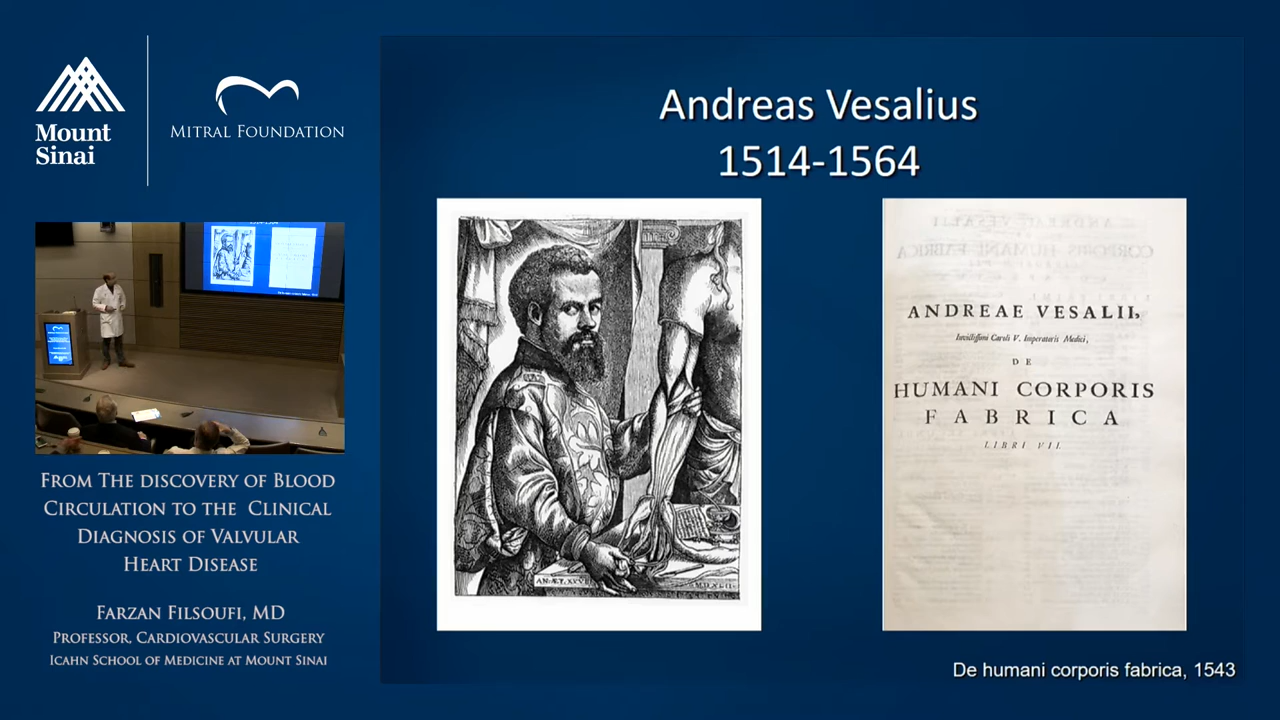 Mount
Sinai
MITRAL FOUNDATION
FROM THE DISCOVERY OF BLOOD
CIRCULATION TO THE CLINICAL
DIAGNOSIS OF VALVULAR
HEART DISEASE
FARZAN FILSOUFI, MD
PROFESSOR, CARDIOVASCULAR SURGERY
ICAHN SCHOOL OF MEDICINE AT MOUNT SINAI
Andreas Vesalius
1514-1564
ANDREAE VESALII,
Invictissimi Caroli V. Imperatoris Medici,
DE
HUMANI CORPORIS
FABRICA
LIBRI VII.
De humani corporis fabrica, 1543